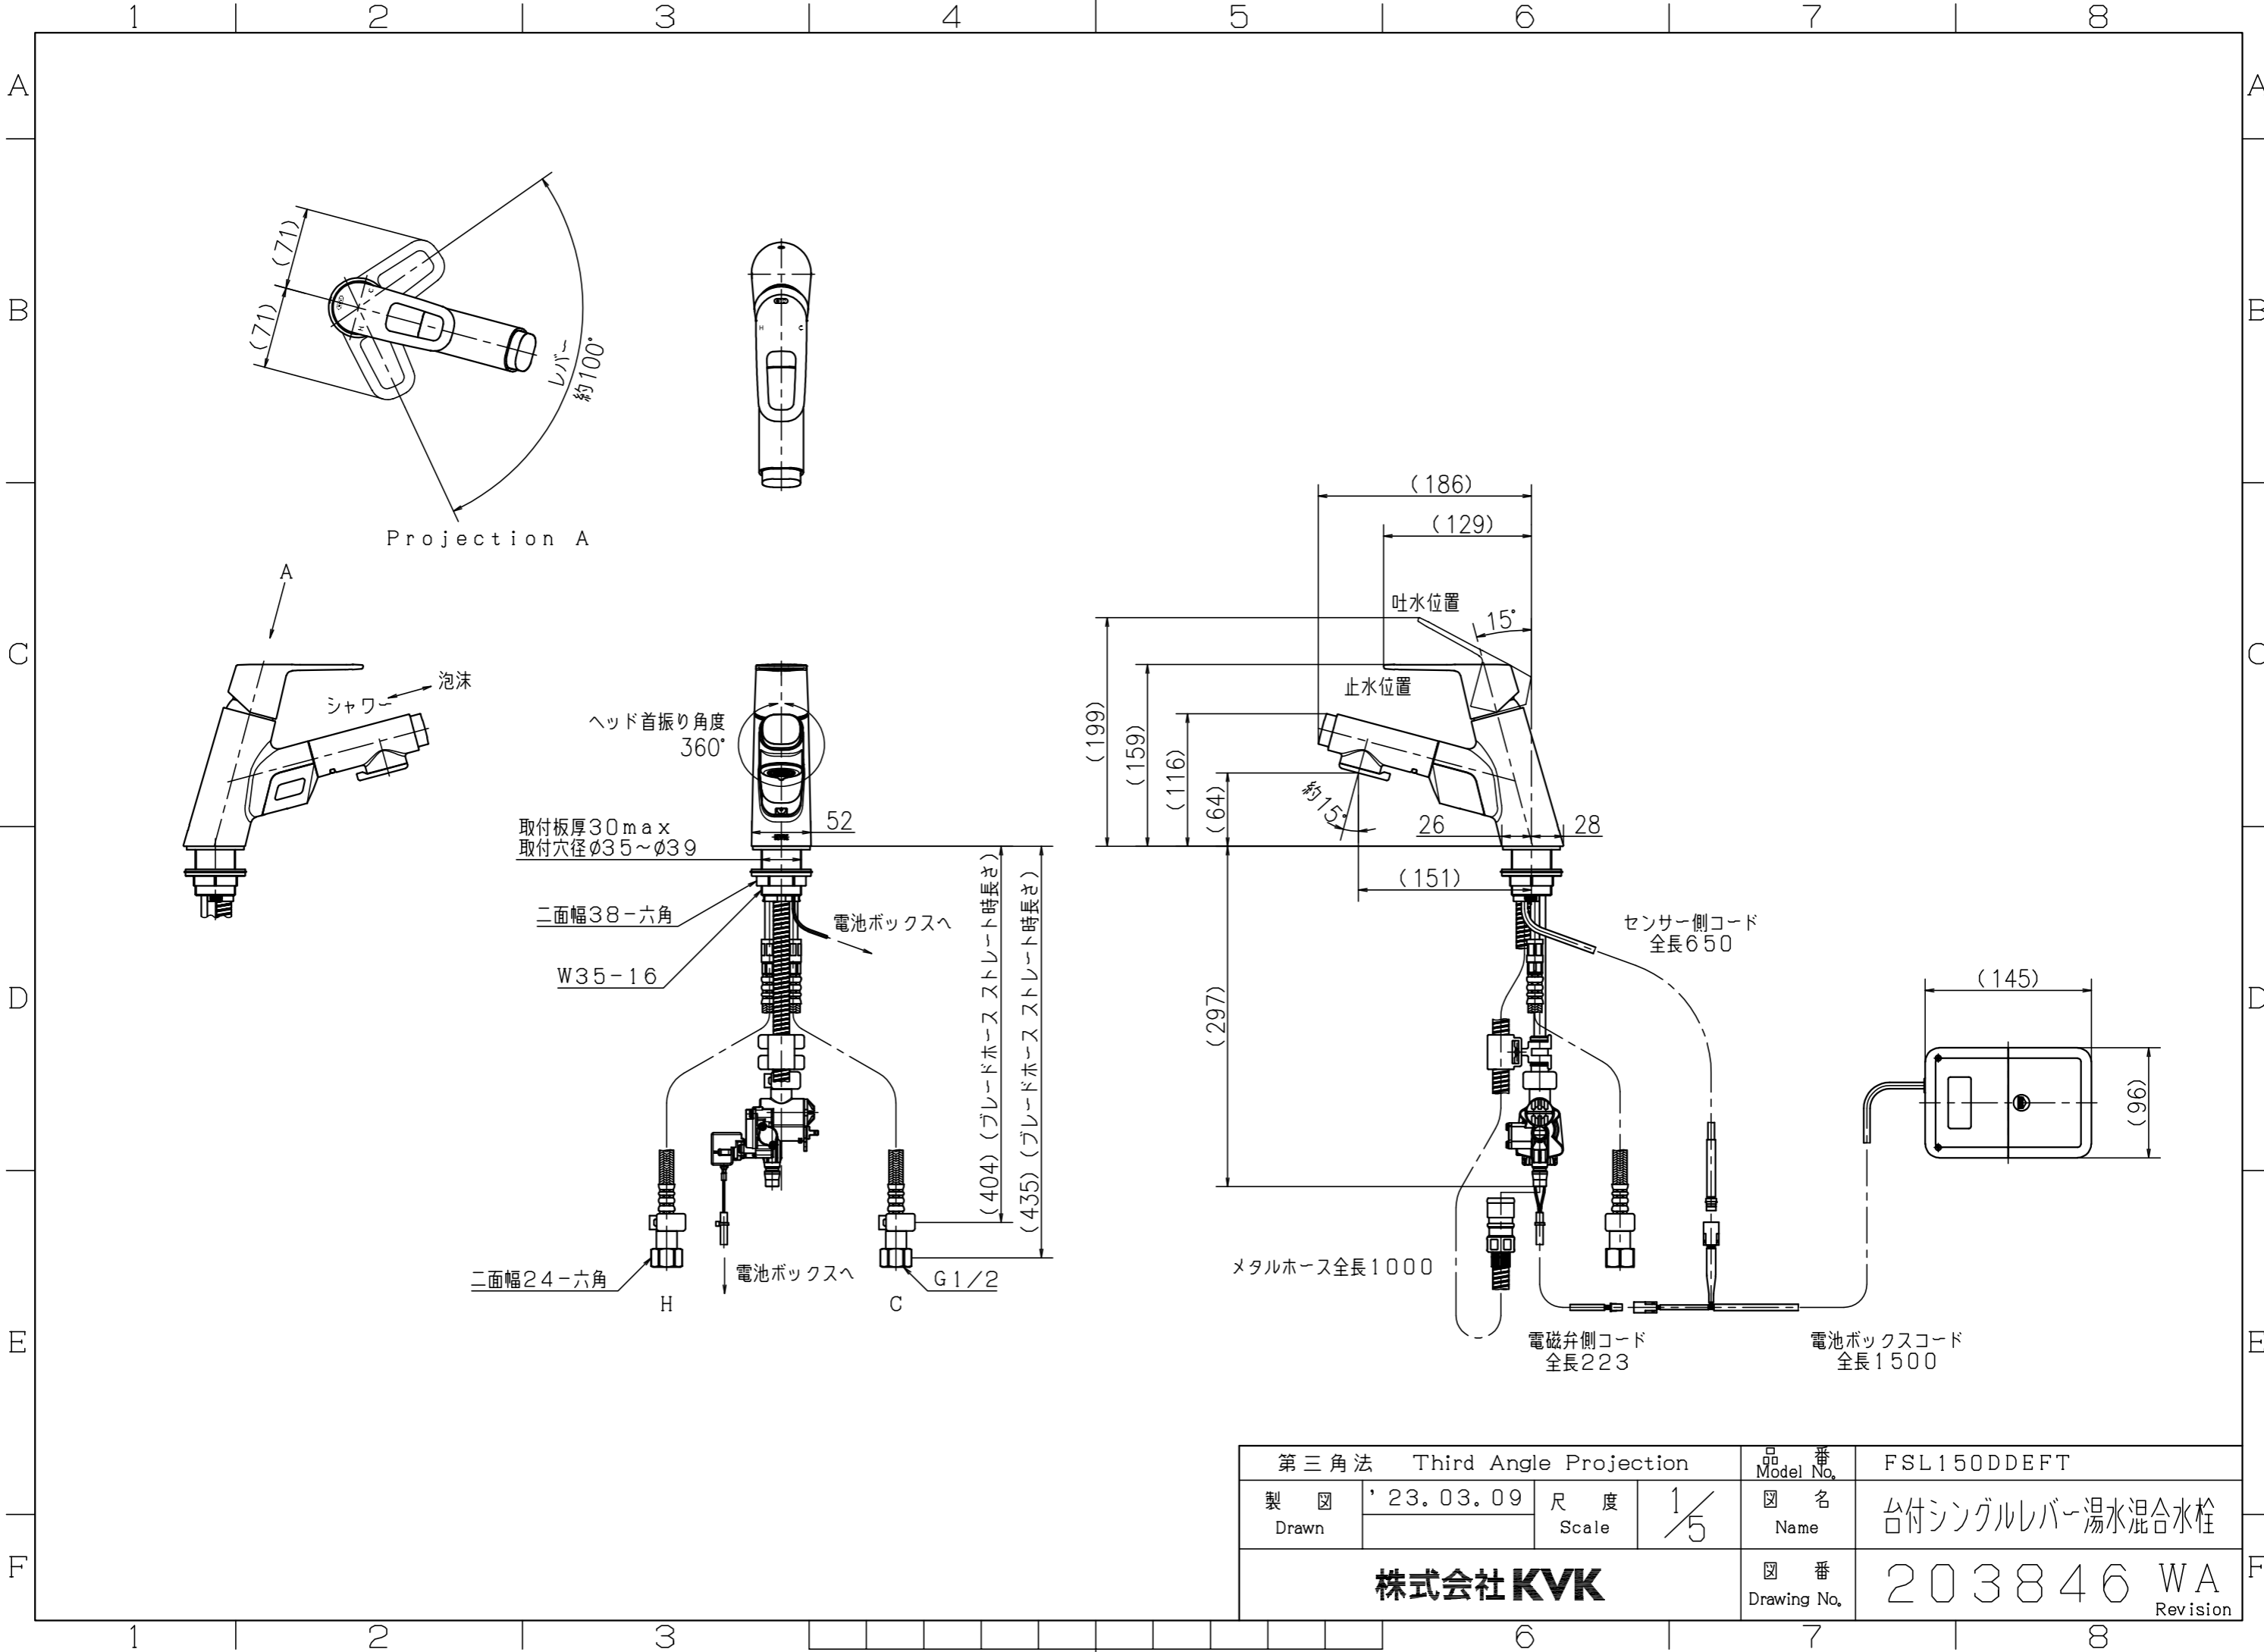 1 2 3 4 5 6 7 8
A A
B B
C C
D D
E E
F F
1 2 3 6 7 8
(71)
(71)
レバー
約100°
H C
Projection A
H C
A
シャワー
泡沫
ヘッド首振り角度
360°
52
取付板厚30max
取付穴径Ø35~Ø39
二面幅38-六角
W35-16
電池ボックスへ
(404)(ブレードホース ストレート時長さ)
(435)(ブレードホース ストレート時長さ)
二面幅24-六角
電池ボックスへ
G1/2
H
C
(186)
(129)
吐水位置
15°
止水位置
(199)
(159)
(116)
(64)
約15°
26
28
(151)
(297)
センサー側コード
全長650
(145)
(96)
メタルホース全長1000
電磁弁側コード
全長223
電池ボックスコード
全長1500
第三角法 Third Angle Projection
品番
Model No.
FSL150DDEFT
製図
Drawn
'23.03.09
尺度
Scale
1/5
図名
Name
台付シングルレバー湯水混合水栓
株式会社KVK
図番
Drawing No.
203846 WA
Revision